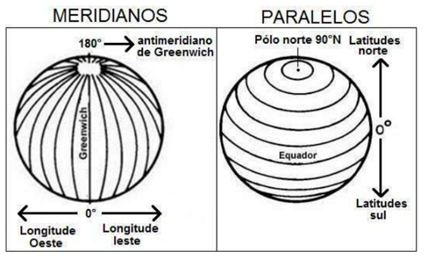 MERIDIANOS
180° antimeridiano
de Greenwich
Greenwich
0°
Longitude
Oeste
Longitude
leste
PARALELOS
Pólo norte 90°N
Latitudes
norte
0°
Equador
Latitudes
sul